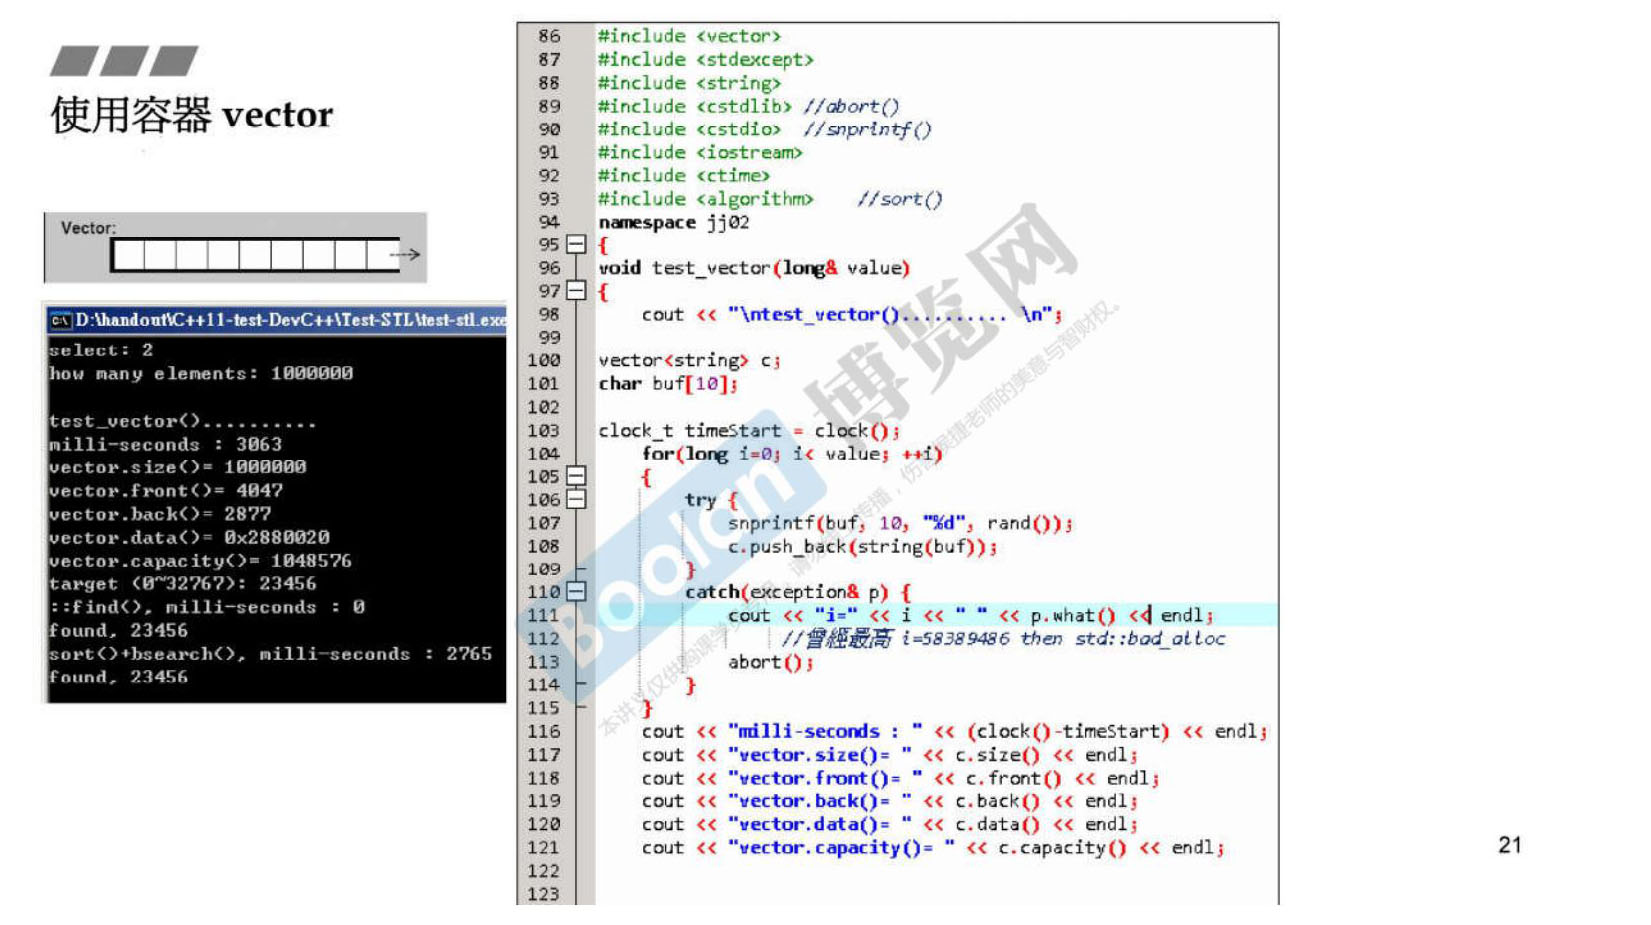 使用容器 vector
Vector:
D:\handout\C++11-test-DevC++\Test-STL\test-stl.exe
select: 2
how many elements: 1000000
test_vector()..........
milli-seconds : 3063
vector.size()= 1000000
vector.front()= 4047
vector.back()= 2877
vector.data()= 0x2880020
vector.capacity()= 1048576
target (0~32767): 23456
::find(), milli-seconds : 0
found, 23456
sort()+bsearch(), milli-seconds : 2765
found, 23456
86 #include <vector>
87 #include <stdexcept>
88 #include <string>
89 #include <cstdlib> //abort()
90 #include <cstdio> //snprintf()
91 #include <iostream>
92 #include <ctime>
93 #include <algorithm> //sort()
94 namespace jj02
95 {
96 void test_vector(long& value)
97 {
98 cout << "\ntest_vector().......... \n";
99
100 vector<string> c;
101 char buf[10];
102
103 clock_t timeStart = clock();
104 for(long i=0; i< value; ++i)
105 {
106 try {
107 snprintf(buf, 10, "%d", rand());
108 c.push_back(string(buf));
109 }
110 catch(exception& p) {
111 cout << "i=" << i << " " << p.what() << endl;
112 //曾經最高 i=58389486 then std::bad_alloc
113 abort();
114 }
115 }
116 cout << "milli-seconds : " << (clock()-timeStart) << endl;
117 cout << "vector.size()= " << c.size() << endl;
118 cout << "vector.front()= " << c.front() << endl;
119 cout << "vector.back()= " << c.back() << endl;
120 cout << "vector.data()= " << c.data() << endl;
121 cout << "vector.capacity()= " << c.capacity() << endl;
122
123
Boolan 博览网
21